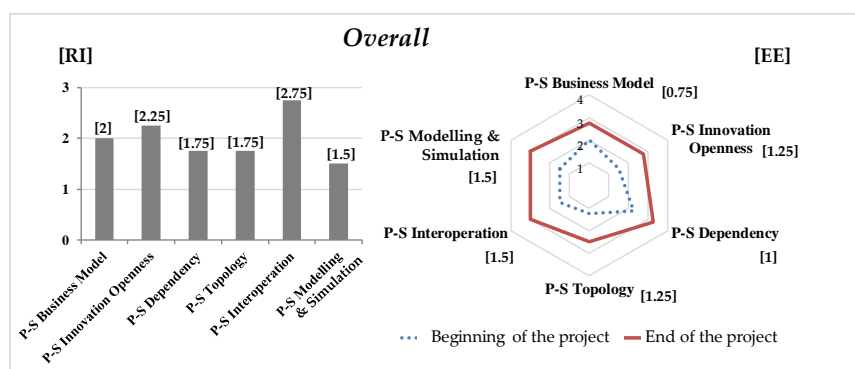 Overall
[RI]
3
2
1
0
[2]
[2.25]
[1.75]
[1.75]
[2.75]
[1.5]
P-S Business Model
P-S Innovation Openness
P-S Dependency
P-S Topology
P-S Interoperation
P-S Modelling
& Simulation
[EE]
P-S Business Model
[0.75]
4
3
2
1
P-S Innovation
Openness [1.25]
P-S Dependency
[1]
P-S Topology [1.25]
P-S Interoperation
[1.5]
P-S Modelling &
Simulation
[1.5]
Beginning of the project
End of the project